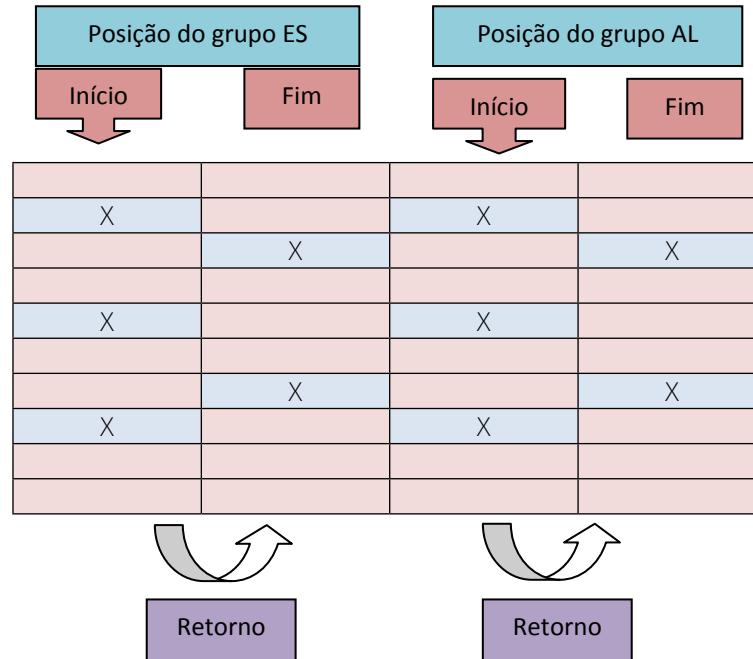 Posição do grupo ES
Posição do grupo AL
Início
Fim
Início
Fim
X X
X X
X X
X X
X X
Retorno
Retorno